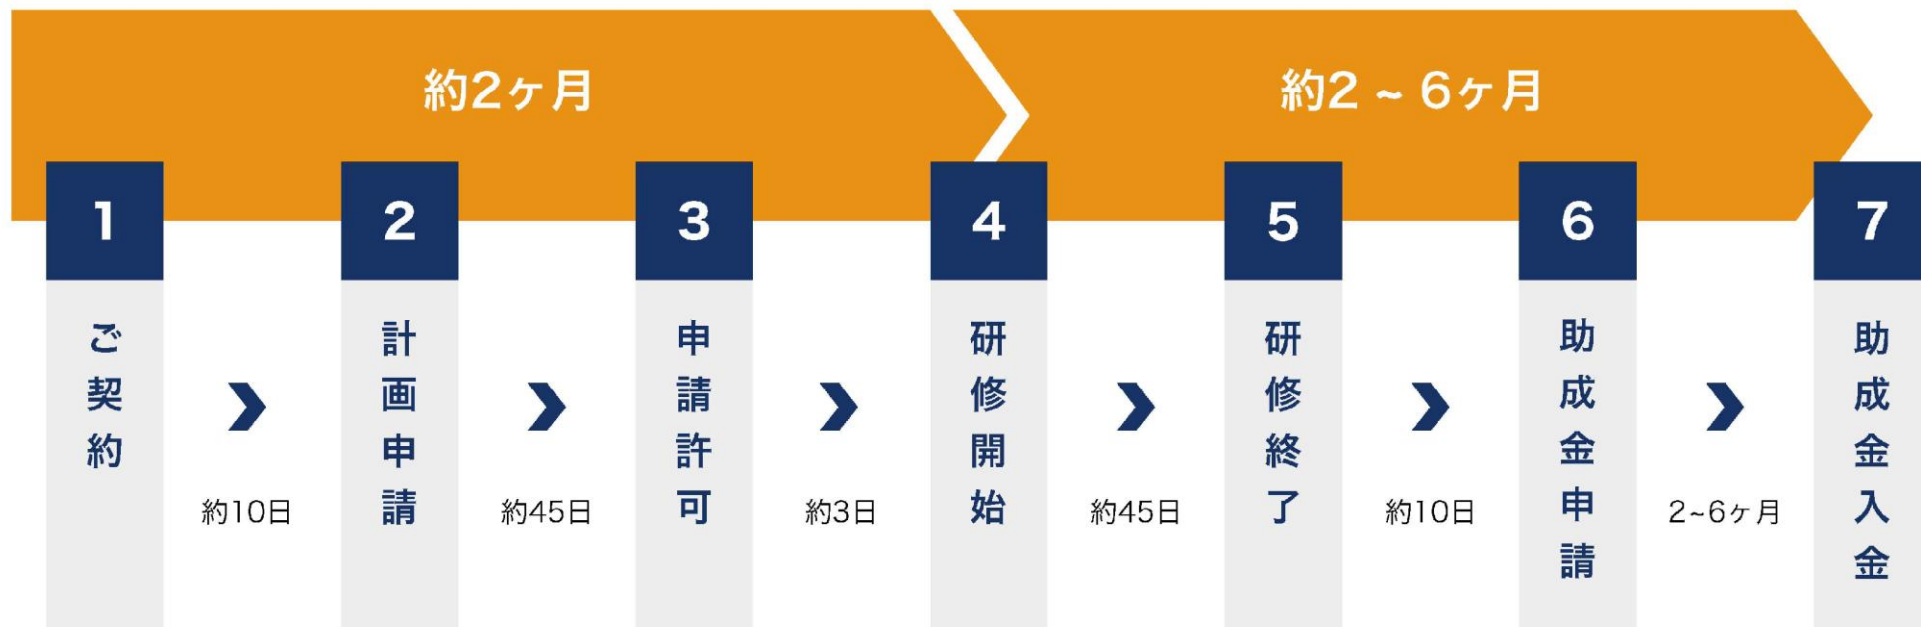 約2ヶ月
約2 ~ 6ヶ月
1
2
3
4
5
6
7
ご契約
約10日
計画申請
約45日
申請許可
約3日
研修開始
約45日
研修終了
約10日
助成金申請
2~6ヶ月
助成金入金